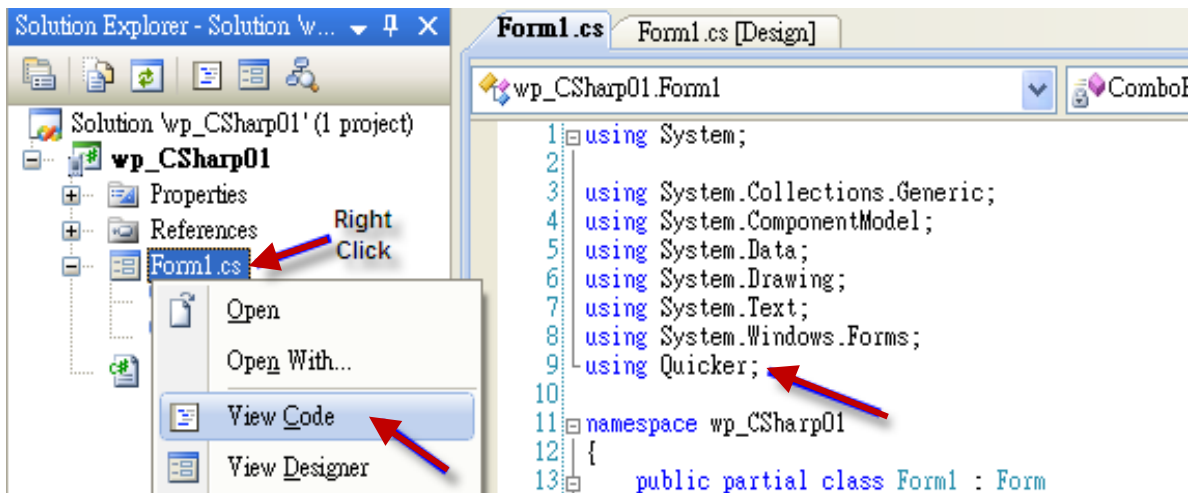 Solution Explorer - Solution 'w...
Solution 'wp_CSharp01' (1 project)
wp_CSharp01
Properties
References
Form1.cs
Right
Click
Open
Open With...
View Code
View Designer
Form1.cs
Form1.cs [Design]
wp_CSharp01.Form1
1 using System;
2
3 using System.Collections.Generic;
4 using System.ComponentModel;
5 using System.Data;
6 using System.Drawing;
7 using System.Text;
8 using System.Windows.Forms;
9 using Quicker;
10
11 namespace wp_CSharp01
12 {
13 public partial class Form1 : Form